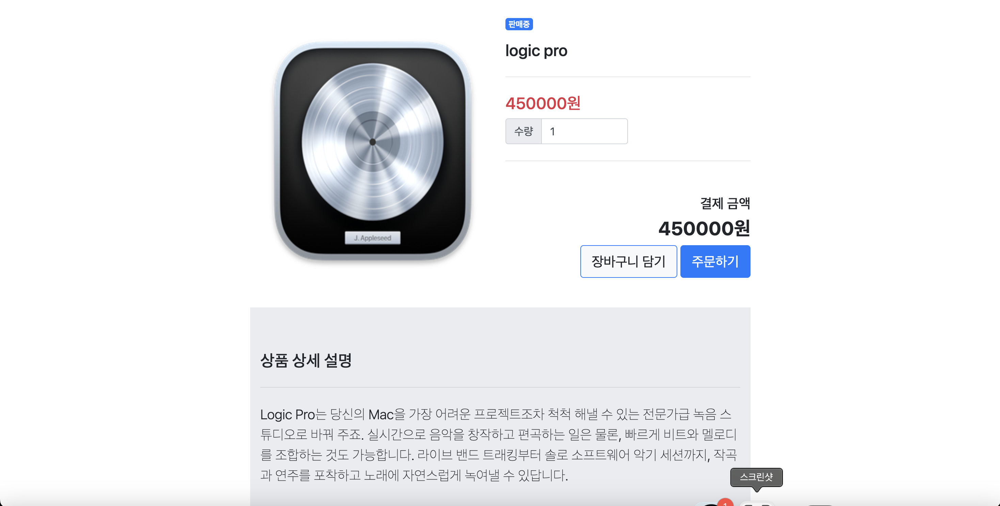 판매중
logic pro
450000원
수량 1
결제 금액
450000원
장바구니 담기 주문하기
J. Appleseed
상품 상세 설명
Logic Pro는 당신의 Mac을 가장 어려운 프로젝트조차 척척 해낼 수 있는 전문가급 녹음 스
튜디오로 바꿔 주죠. 실시간으로 음악을 창작하고 편곡하는 일은 물론, 빠르게 비트와 멜로디
를 조합하는 것도 가능합니다. 라이브 밴드 트래킹부터 솔로 소프트웨어 악기 세션까지, 작곡
과 연주를 포착하고 노래에 자연스럽게 녹여낼 수 있답니다.
스크린샷
1